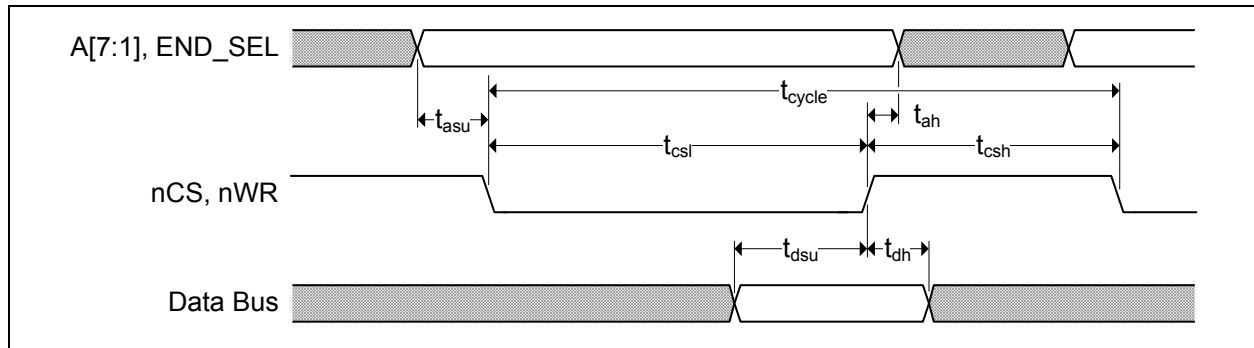 A[7:1], END_SEL
tcycle
tasu
tah
tcsl
tcsh
nCS, nWR
tdsu
tdh
Data Bus